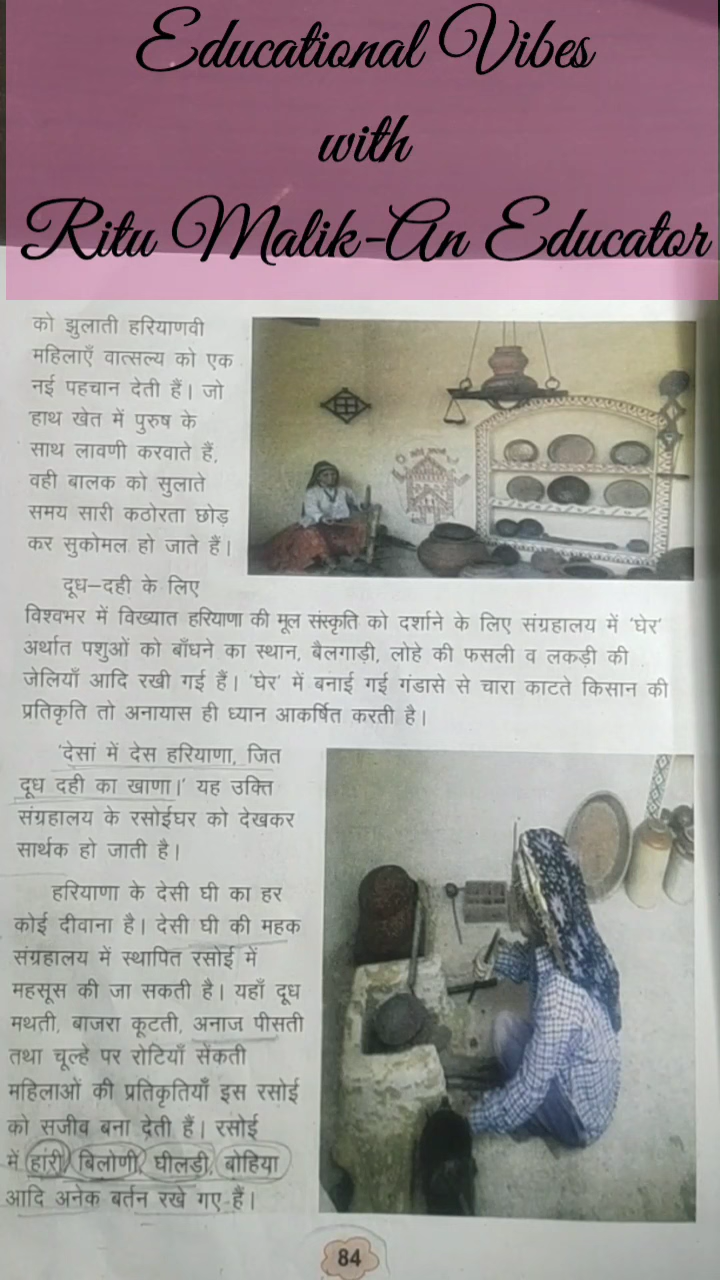 Educational Vibes
with
Ritu Malik-An Educator
को झुलाती हरियाणवी
महिलाएँ वात्सल्य को एक
नई पहचान देती हैं। जो
हाथ खेत में पुरुष के
साथ लावणी करवाते हैं,
वही बालक को सुलाते
समय सारी कठोरता छोड़
कर सुकोमल हो जाते हैं।
दूध–दही के लिए
विश्वभर में विख्यात हरियाणा की मूल संस्कृति को दर्शाने के लिए संग्रहालय में 'घेर'
अर्थात पशुओं को बाँधने का स्थान, बैलगाड़ी, लोहे की फसली व लकड़ी की
जेलियाँ आदि रखी गई हैं। 'घेर' में बनाई गई गंडासे से चारा काटते किसान की
प्रतिकृति तो अनायास ही ध्यान आकर्षित करती है।
'देसां में देस हरियाणा, जित
दूध दही का खाणा।' यह उक्ति
संग्रहालय के रसोईघर को देखकर
सार्थक हो जाती है।
हरियाणा के देसी घी का हर
कोई दीवाना है। देसी घी की महक
संग्रहालय में स्थापित रसोई में
महसूस की जा सकती है। यहाँ दूध
मथती, बाजरा कूटती, अनाज पीसती
तथा चूल्हे पर रोटियाँ सेंकती
महिलाओं की प्रतिकृतियाँ इस रसोई
को सजीव बना देती हैं। रसोई
में हांरी, बिलोणी, घीलड़ी, बोहिया
आदि अनेक बर्तन रखे गए हैं।
84